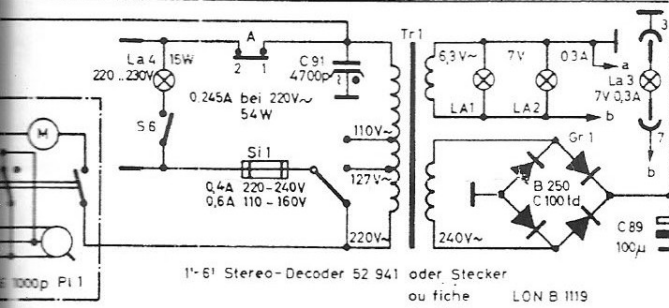 La 4
15W
220 ..230V
A
2 1
C 91
4700p
Tr 1
6,3V~
7V
0.3A
3
a
La 3
7V 0,3A
LA1
LA2
b
7
b
0.245A bei 220V~
54W
M
S6
Si 1
110V~
127V~
0,4A 220-240V
0,6A 110-160V
220V~
240V~
Gr 1
B 250
C 100 td
C 89
100µ
1000p Pl 1
1'-6' Stereo-Decoder 52 941 oder Stecker
ou fiche LON B 1119